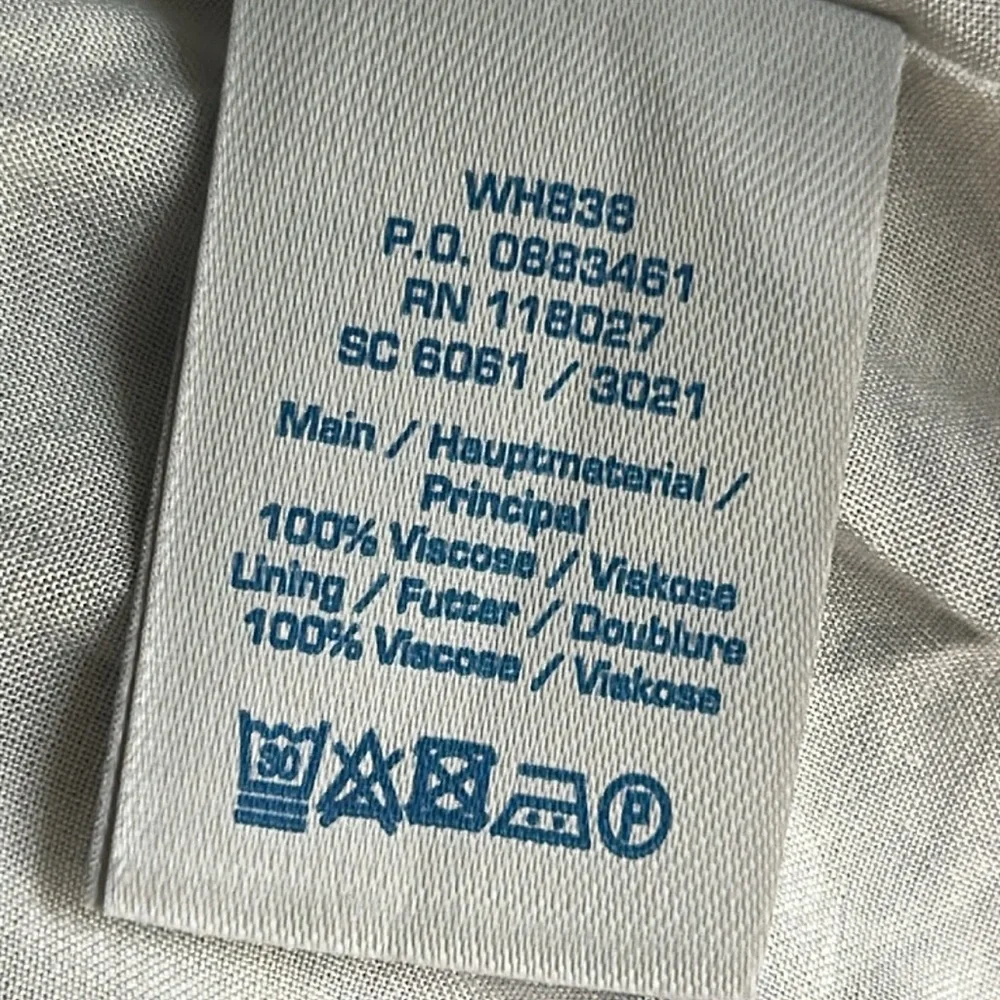 WH838
P.O. 0883461
RN 118027
SC 6061 / 3021
Main / Hauptmaterial /
Principal
100% Viscose / Viskose
Lining / Futter / Doublure
100% Viscose / Viskose
30
P